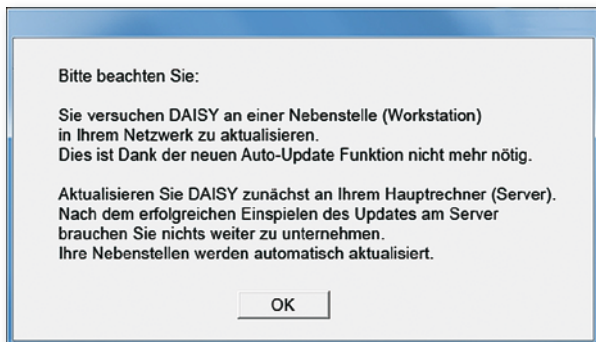 Bitte beachten Sie:
Sie versuchen DAISY an einer Nebenstelle (Workstation)
in Ihrem Netzwerk zu aktualisieren.
Dies ist Dank der neuen Auto-Update Funktion nicht mehr nötig.
Aktualisieren Sie DAISY zunächst an Ihrem Hauptrechner (Server).
Nach dem erfolgreichen Einspielen des Updates am Server
brauchen Sie nichts weiter zu unternehmen.
Ihre Nebenstellen werden automatisch aktualisiert.
OK